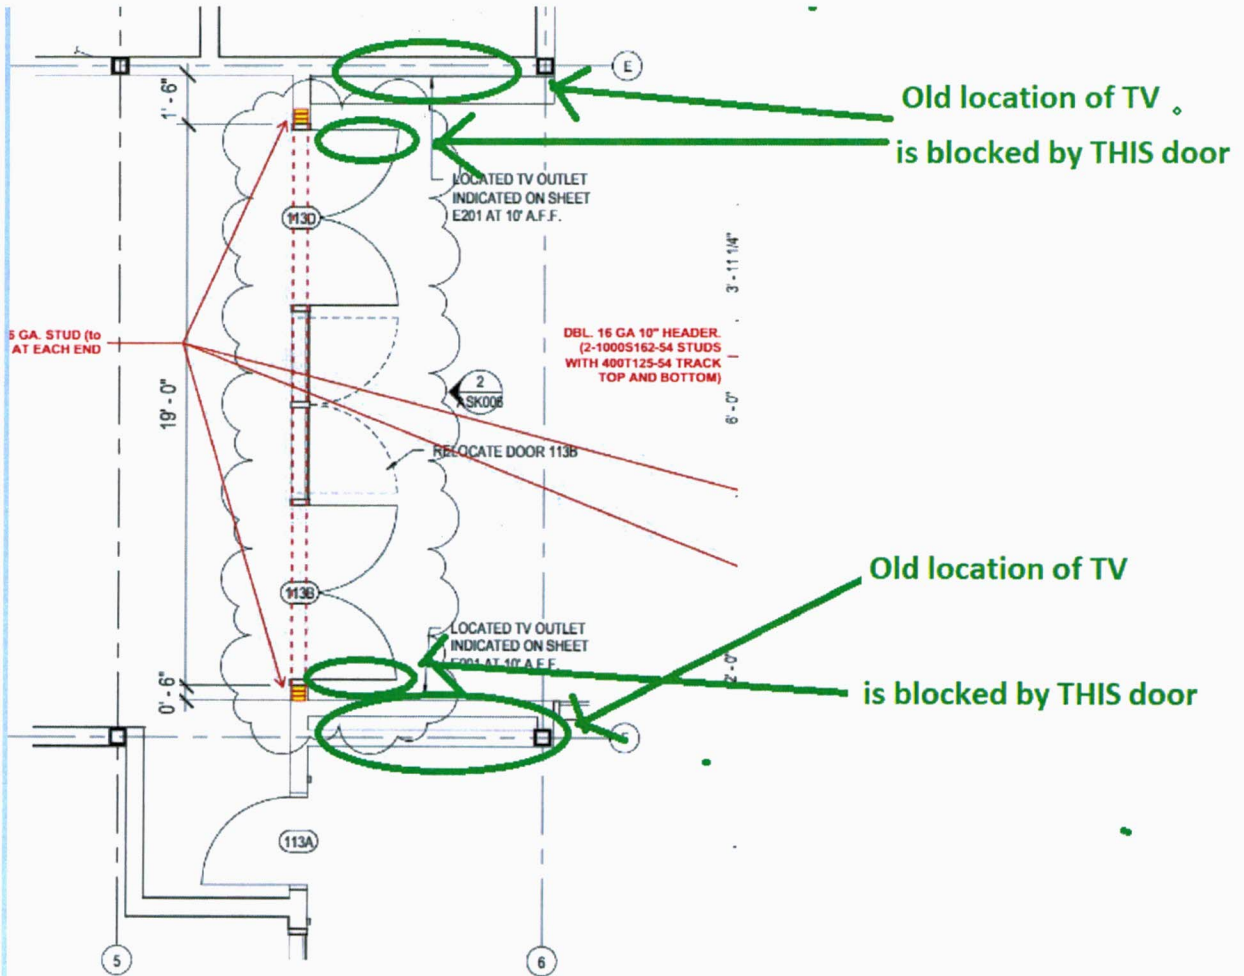 E
Old location of TV
is blocked by THIS door
1' - 6"
LOCATED TV OUTLET
INDICATED ON SHEET
E201 AT 10' A.F.F.
113D
3' - 11 1/4"
GA. STUD (to
AT EACH END
DBL. 16 GA 10" HEADER.
(2-1000S162-54 STUDS
WITH 400T125-54 TRACK
TOP AND BOTTOM)
2
ASK006
19' - 0"
6' - 0"
RELOCATE DOOR 113B
Old location of TV
113B
LOCATED TV OUTLET
INDICATED ON SHEET
AT 10' A.F.F.
is blocked by THIS door
0' - 6"
2' - 0"
113A
5
6